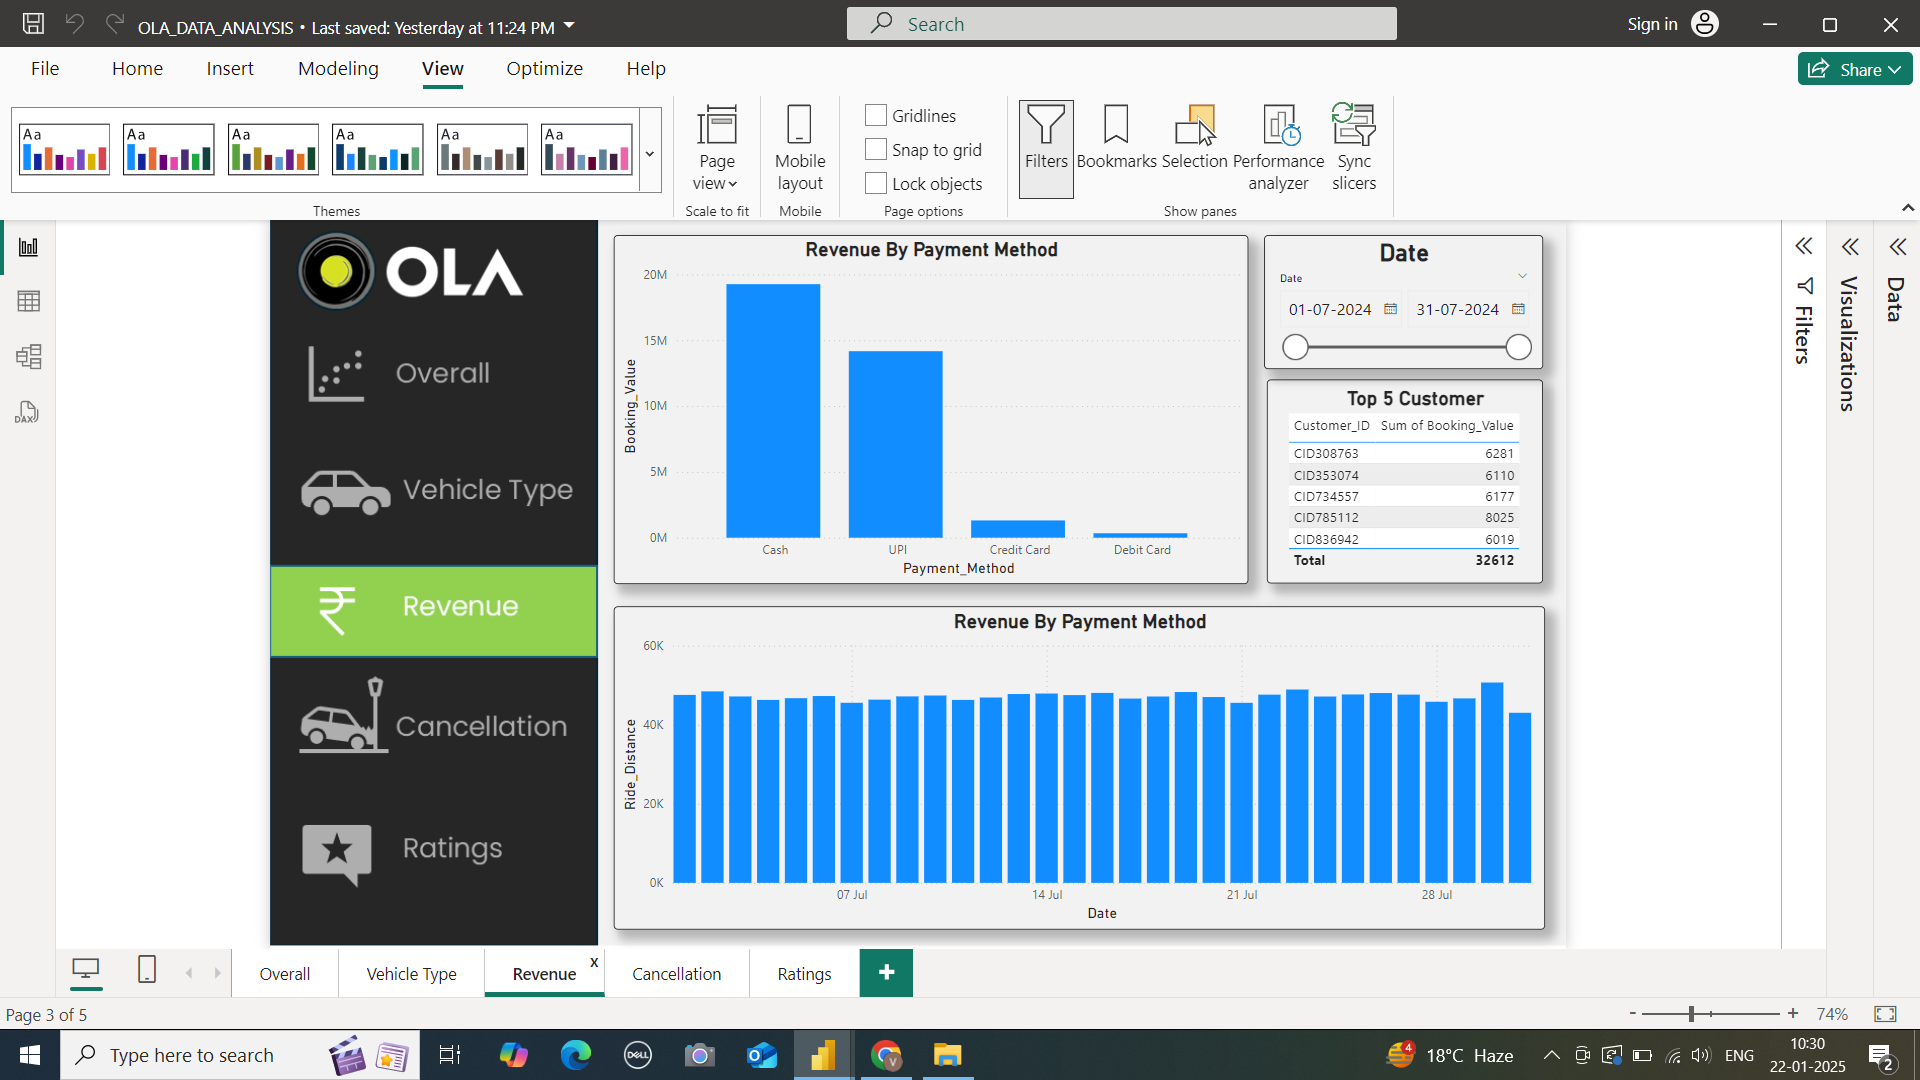 OLA_DATA_ANALYSIS • Last saved: Yesterday at 11:24 PM
Search
Sign in
File Home Insert Modeling View Optimize Help
Share
Aa Aa Aa Aa Aa Aa
Page view
Mobile layout
Gridlines
Snap to grid
Lock objects
Filters
Bookmarks
Selection
Performance analyzer
Sync slicers
Themes
Scale to fit
Mobile
Page options
Show panes
DAX
OLA
Overall
Vehicle Type
Revenue
Cancellation
Ratings
Revenue By Payment Method
Booking_Value
20M
15M
10M
5M
0M
Cash UPI Credit Card Debit Card
Payment_Method
Date
Date
01-07-2024 31-07-2024
Top 5 Customer
Customer_ID Sum of Booking_Value
CID308763 6281
CID353074 6110
CID734557 6177
CID785112 8025
CID836942 6019
Total 32612
Revenue By Payment Method
Ride_Distance
60K
40K
20K
0K
07 Jul 14 Jul 21 Jul 28 Jul
Date
Filters
Visualizations
Data
Overall Vehicle Type Revenue x Cancellation Ratings +
Page 3 of 5
- + 74%
Type here to search
DELL
V
4
18°C Haze
ENG
10:30
22-01-2025
2